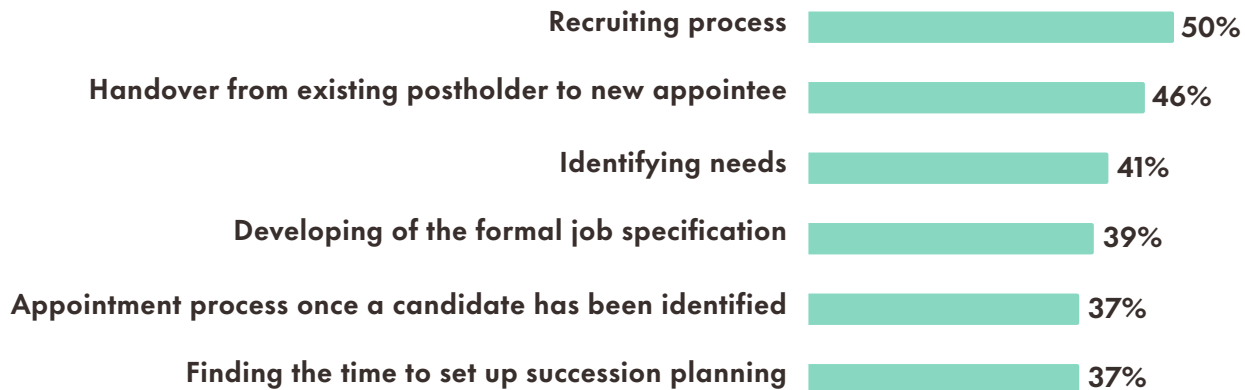 Recruiting process 50%
Handover from existing postholder to new appointee 46%
Identifying needs 41%
Developing of the formal job specification 39%
Appointment process once a candidate has been identified 37%
Finding the time to set up succession planning 37%